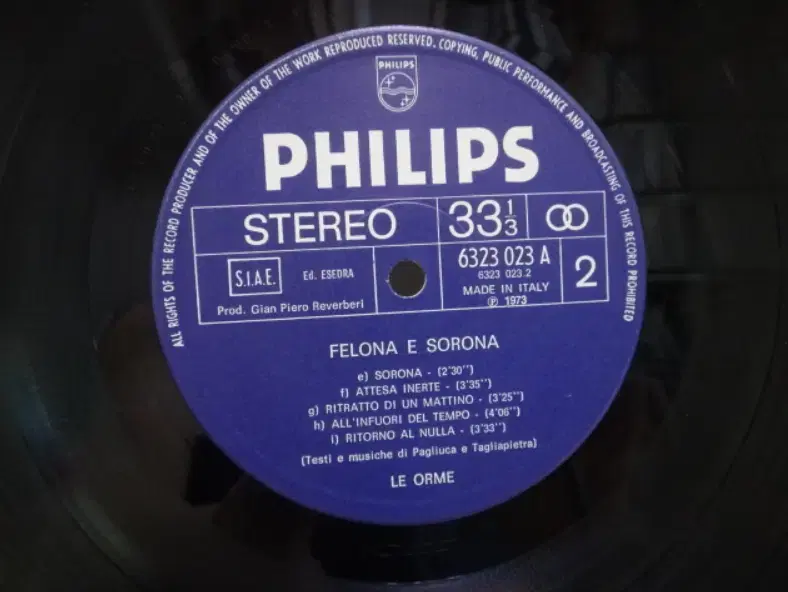 ALL RIGHTS OF THE RECORD PRODUCER AND OF THE OWNER OF THE WORK REPRODUCED RESERVED. COPYING, PUBLIC PERFORMANCE AND BROADCASTING OF THIS RECORD PROHIBITED
PHILIPS
PHILIPS
STEREO 33 1/3
S.I.A.E. Ed. ESEDRA 6323 023 A 2
6323 023.2
Prod. Gian Piero Reverberi MADE IN ITALY
℗ 1973
FELONA E SORONA
e) SORONA - (2'30'')
f) ATTESA INERTE - (3'35'')
g) RITRATTO DI UN MATTINO - (3'25'')
h) ALL'INFUORI DEL TEMPO - (4'06'')
i) RITORNO AL NULLA - (3'33'')
(Testi e musiche di Pagliuca e Tagliapietra)
LE ORME